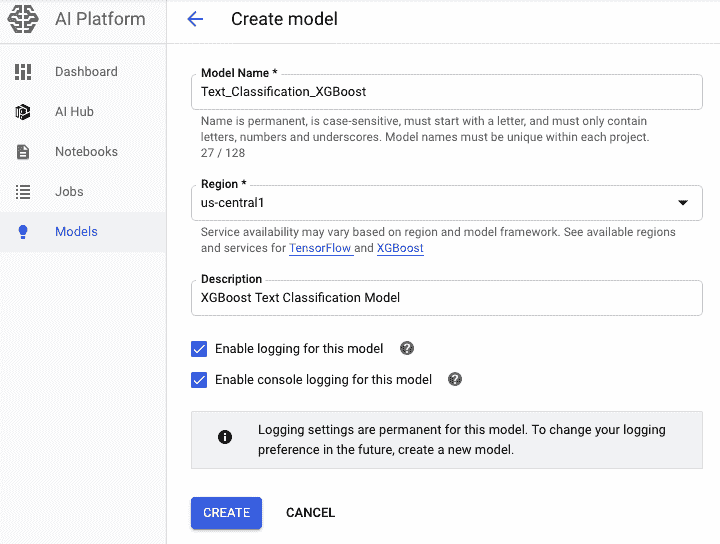 AI Platform
Create model
Dashboard
AI Hub
Notebooks
Jobs
Models
Model Name *
Text_Classification_XGBoost
Name is permanent, is case-sensitive, must start with a letter, and must only contain
letters, numbers and underscores. Model names must be unique within each project.
27 / 128
Region *
us-central1
Service availability may vary based on region and model framework. See available regions
and services for TensorFlow and XGBoost
Description
XGBoost Text Classification Model
Enable logging for this model
Enable console logging for this model
Logging settings are permanent for this model. To change your logging
preference in the future, create a new model.
CREATE
CANCEL